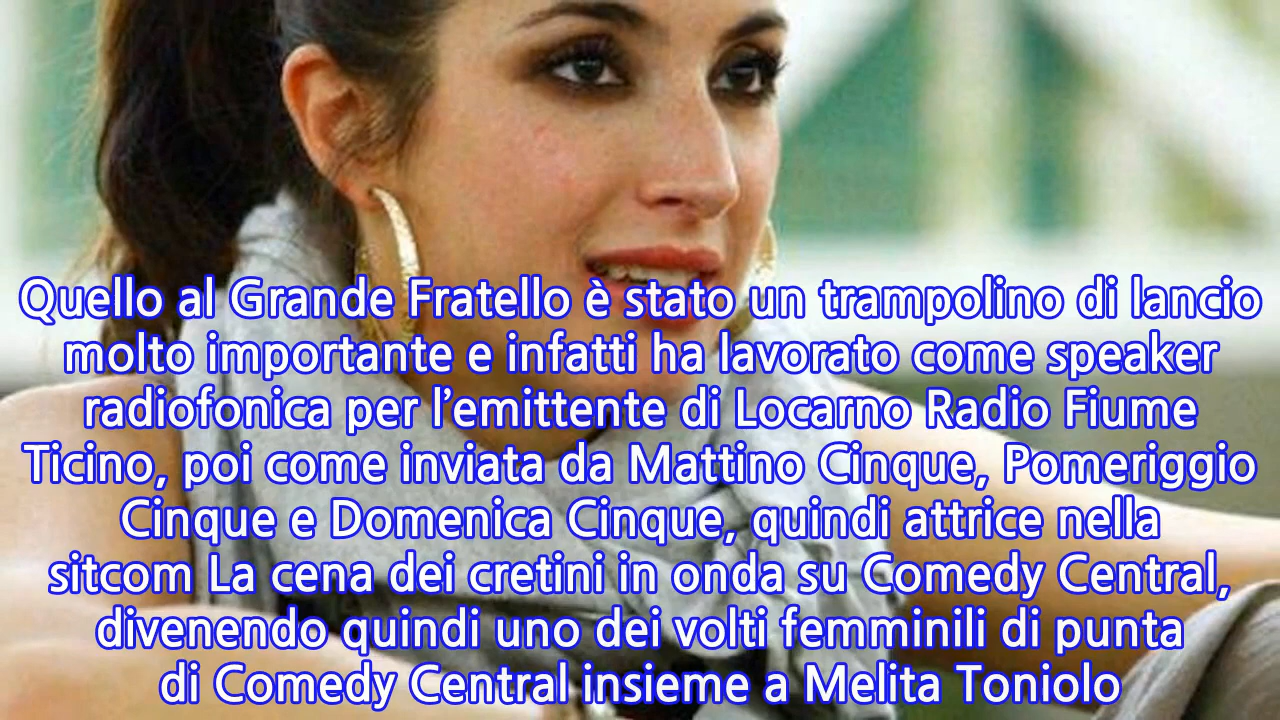 Quello al Grande Fratello è stato un trampolino di lancio
molto importante e infatti ha lavorato come speaker
radiofonica per l’emittente di Locarno Radio Fiume
Ticino, poi come inviata da Mattino Cinque, Pomeriggio
Cinque e Domenica Cinque, quindi attrice nella
sitcom La cena dei cretini in onda su Comedy Central,
divenendo quindi uno dei volti femminili di punta
di Comedy Central insieme a Melita Toniolo